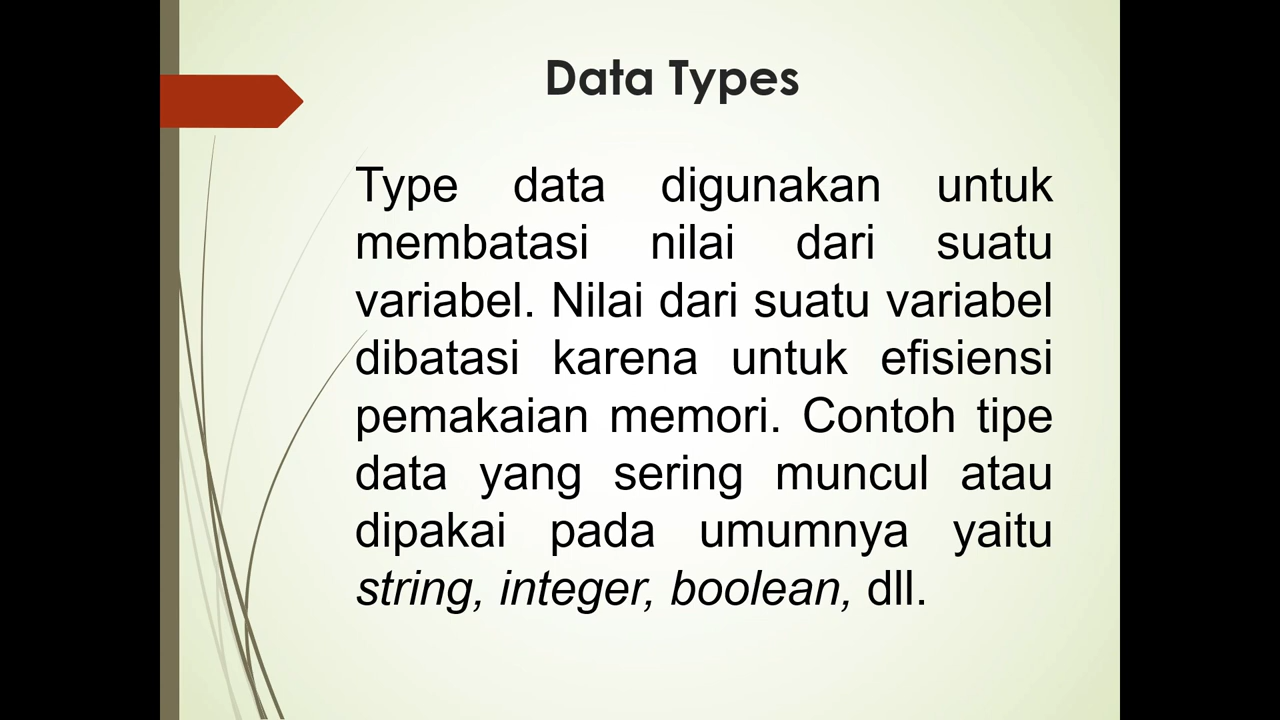 Data Types
Type data digunakan untuk
membatasi nilai dari suatu
variabel. Nilai dari suatu variabel
dibatasi karena untuk efisiensi
pemakaian memori. Contoh tipe
data yang sering muncul atau
dipakai pada umumnya yaitu
string, integer, boolean, dll.